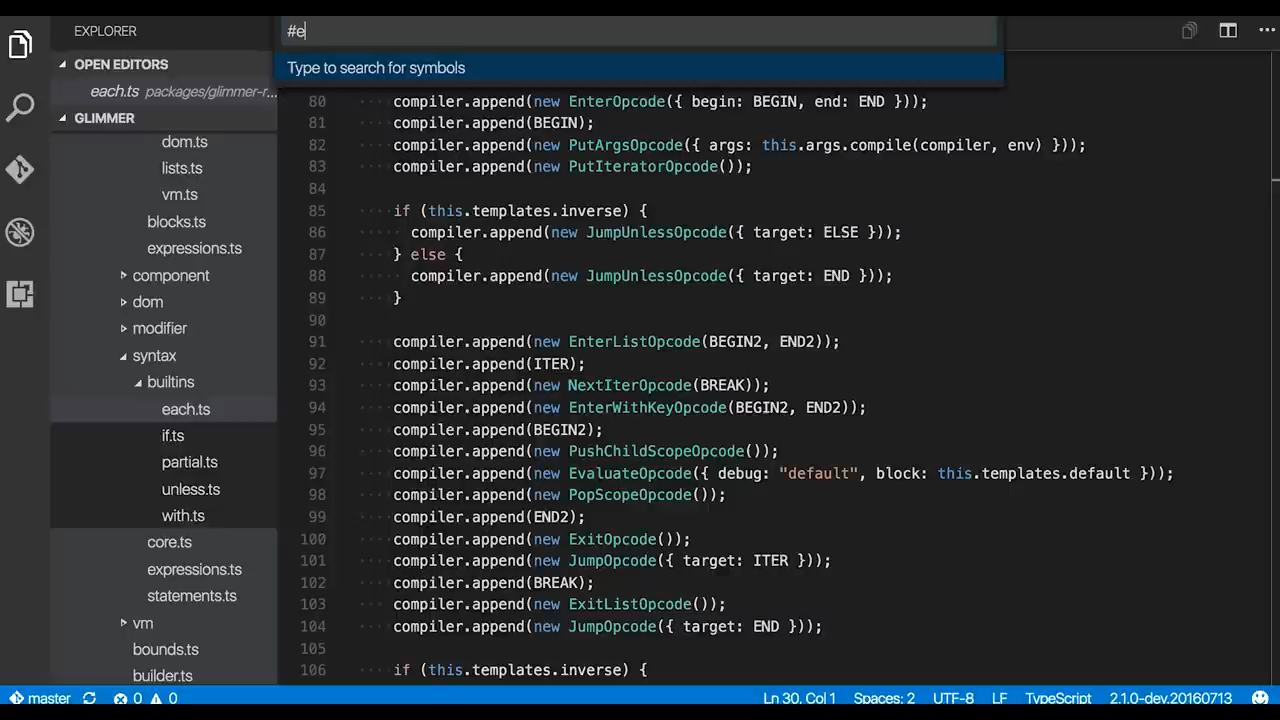 EXPLORER
OPEN EDITORS
each.ts packages/glimmer-r...
GLIMMER
dom.ts
lists.ts
vm.ts
blocks.ts
expressions.ts
component
dom
modifier
syntax
builtins
each.ts
if.ts
partial.ts
unless.ts
with.ts
core.ts
expressions.ts
statements.ts
vm
bounds.ts
builder.ts
#e
Type to search for symbols
80 compiler.append(new EnterOpcode({ begin: BEGIN, end: END }));
81 compiler.append(BEGIN);
82 compiler.append(new PutArgsOpcode({ args: this.args.compile(compiler, env) }));
83 compiler.append(new PutIteratorOpcode());
84
85 if (this.templates.inverse) {
86 compiler.append(new JumpUnlessOpcode({ target: ELSE }));
87 } else {
88 compiler.append(new JumpUnlessOpcode({ target: END }));
89 }
90
91 compiler.append(new EnterListOpcode(BEGIN2, END2));
92 compiler.append(ITER);
93 compiler.append(new NextIterOpcode(BREAK));
94 compiler.append(new EnterWithKeyOpcode(BEGIN2, END2));
95 compiler.append(BEGIN2);
96 compiler.append(new PushChildScopeOpcode());
97 compiler.append(new EvaluateOpcode({ debug: "default", block: this.templates.default }));
98 compiler.append(new PopScopeOpcode());
99 compiler.append(END2);
100 compiler.append(new ExitOpcode());
101 compiler.append(new JumpOpcode({ target: ITER }));
102 compiler.append(BREAK);
103 compiler.append(new ExitListOpcode());
104 compiler.append(new JumpOpcode({ target: END }));
105
106 if (this.templates.inverse) {
master 0 0 Ln 30, Col 1 Spaces: 2 UTF-8 LF TypeScript 2.1.0-dev.20160713